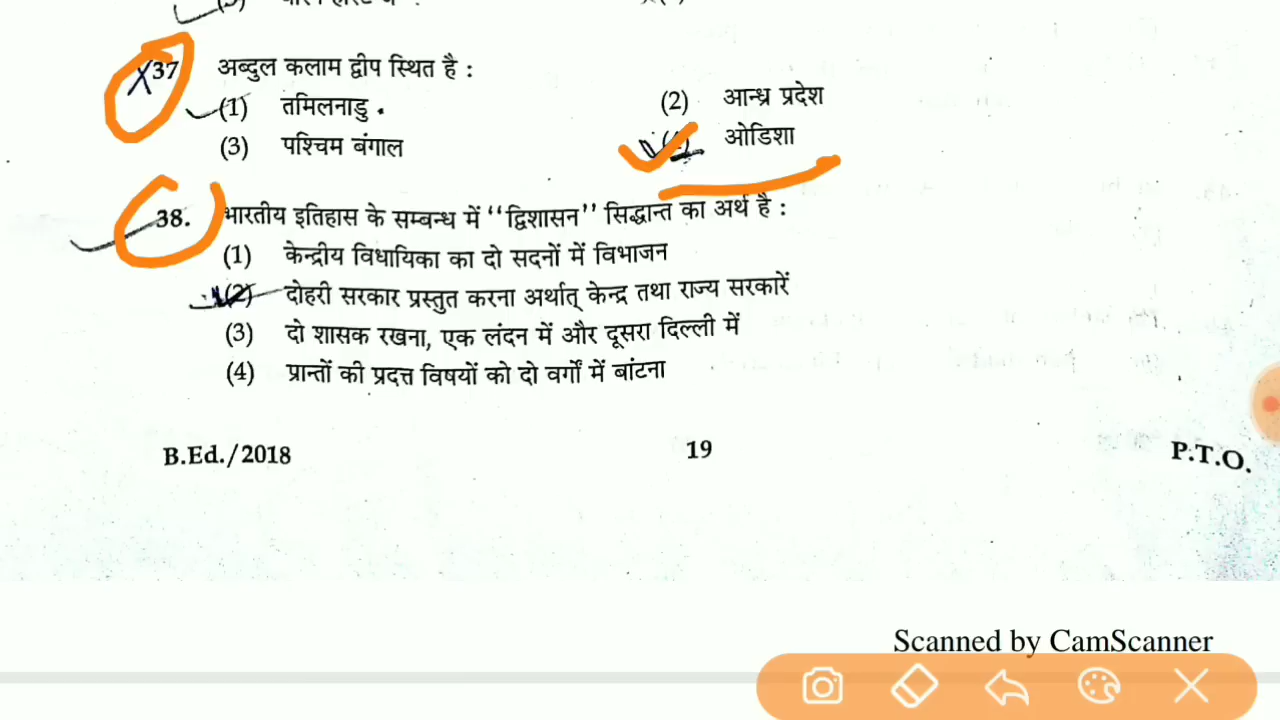 37 अब्दुल कलाम द्वीप स्थित है :
(1) तमिलनाडु (2) आन्ध्र प्रदेश
(3) पश्चिम बंगाल ओडिशा
38. भारतीय इतिहास के सम्बन्ध में “द्विशासन” सिद्धान्त का अर्थ है :
(1) केन्द्रीय विधायिका का दो सदनों में विभाजन
(2) दोहरी सरकार प्रस्तुत करना अर्थात् केन्द्र तथा राज्य सरकारें
(3) दो शासक रखना, एक लंदन में और दूसरा दिल्ली में
(4) प्रान्तों की प्रदत्त विषयों को दो वर्गों में बांटना
B.Ed./2018 19 P.T.O.
Scanned by CamScanner